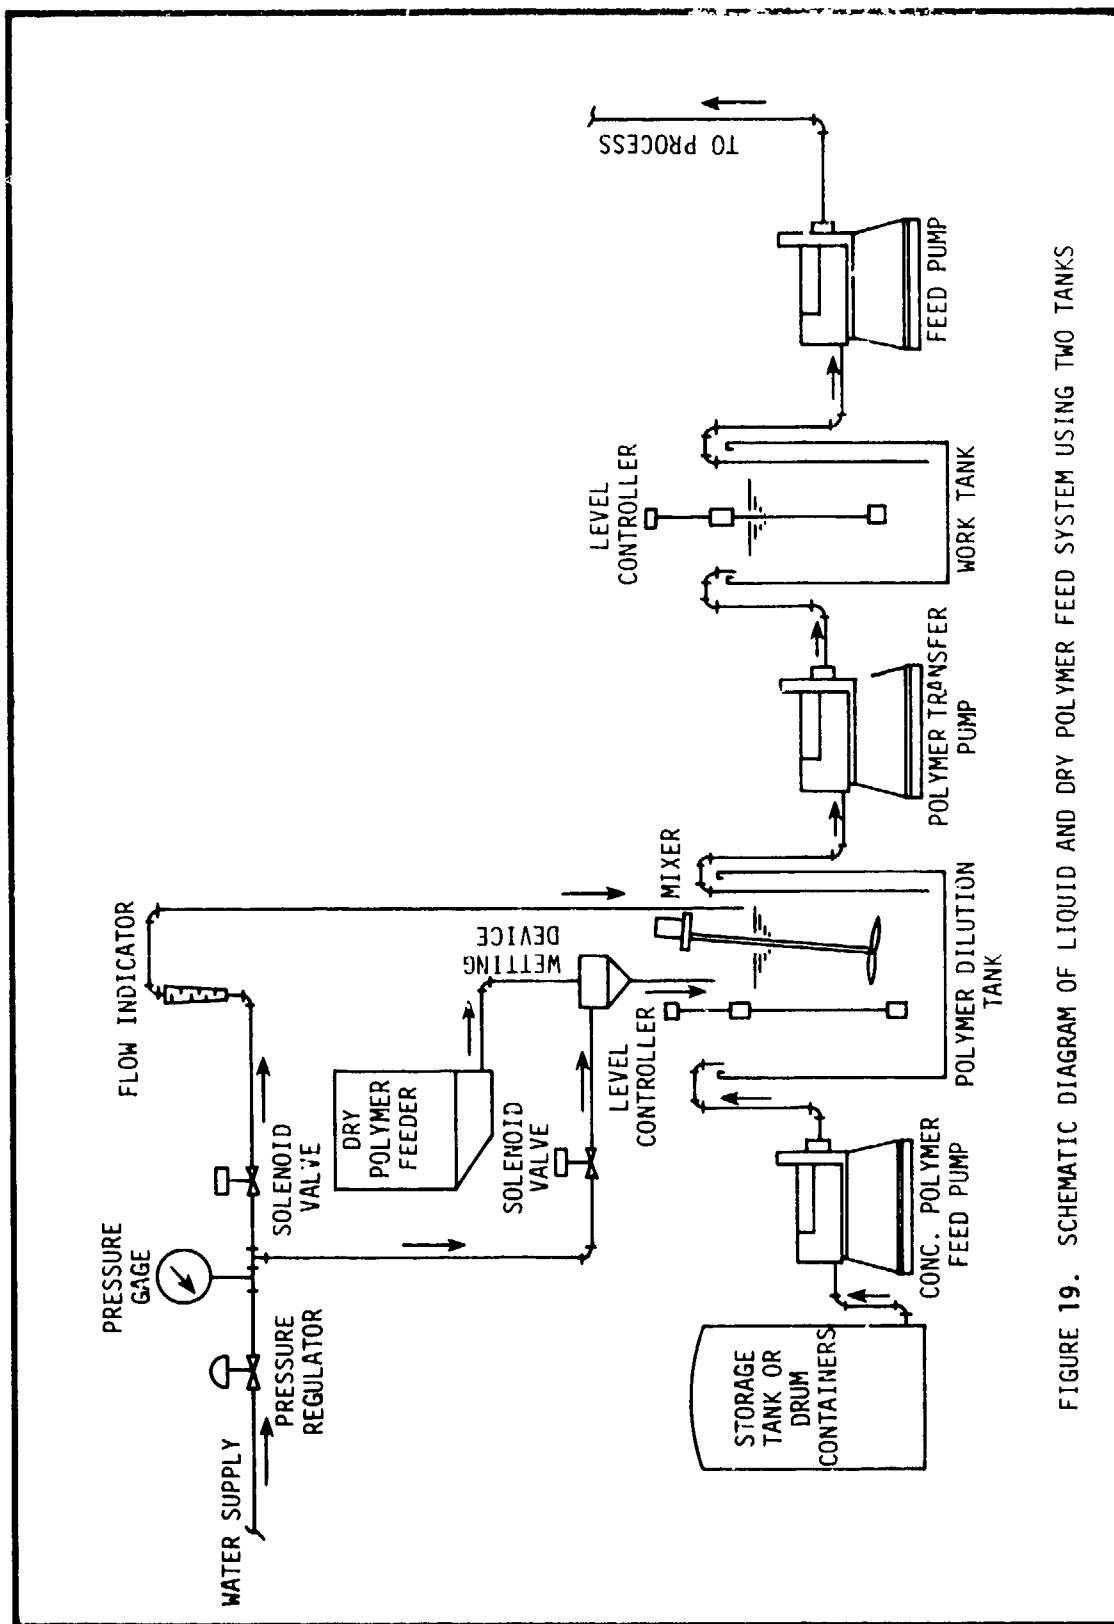 WATER SUPPLY
PRESSURE
REGULATOR
PRESSURE
GAGE
SOLENOID
VALVE
FLOW INDICATOR
DRY
POLYMER
FEEDER
SOLENOID
VALVE
WETTING
DEVICE
LEVEL
CONTROLLER
MIXER
STORAGE
TANK OR
DRUM
CONTAINERS
CONC. POLYMER
FEED PUMP
POLYMER DILUTION
TANK
POLYMER TRANSFER
PUMP
LEVEL
CONTROLLER
WORK TANK
FEED PUMP
TO PROCESS
FIGURE 19. SCHEMATIC DIAGRAM OF LIQUID AND DRY POLYMER FEED SYSTEM USING TWO TANKS